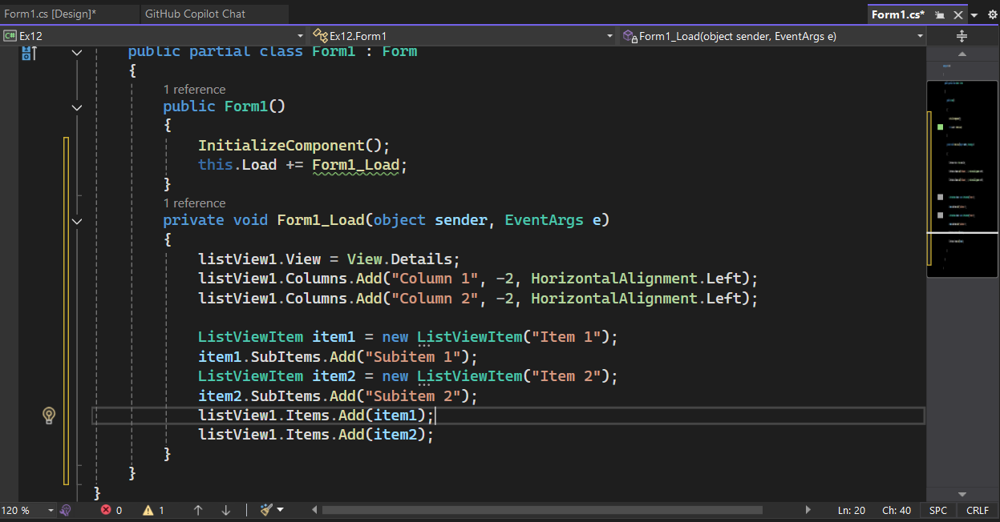 Form1.cs [Design]* GitHub Copilot Chat Form1.cs*
C# Ex12 Ex12.Form1 Form1_Load(object sender, EventArgs e)
public partial class Form1 : Form
{
1 reference
public Form1()
{
InitializeComponent();
this.Load += Form1_Load;
}
1 reference
private void Form1_Load(object sender, EventArgs e)
{
listView1.View = View.Details;
listView1.Columns.Add("Column 1", -2, HorizontalAlignment.Left);
listView1.Columns.Add("Column 2", -2, HorizontalAlignment.Left);
ListViewItem item1 = new ListViewItem("Item 1");
item1.SubItems.Add("Subitem 1");
ListViewItem item2 = new ListViewItem("Item 2");
item2.SubItems.Add("Subitem 2");
listView1.Items.Add(item1);
listView1.Items.Add(item2);
}
}
}
120 % 0 1 Ln: 20 Ch: 40 SPC CRLF